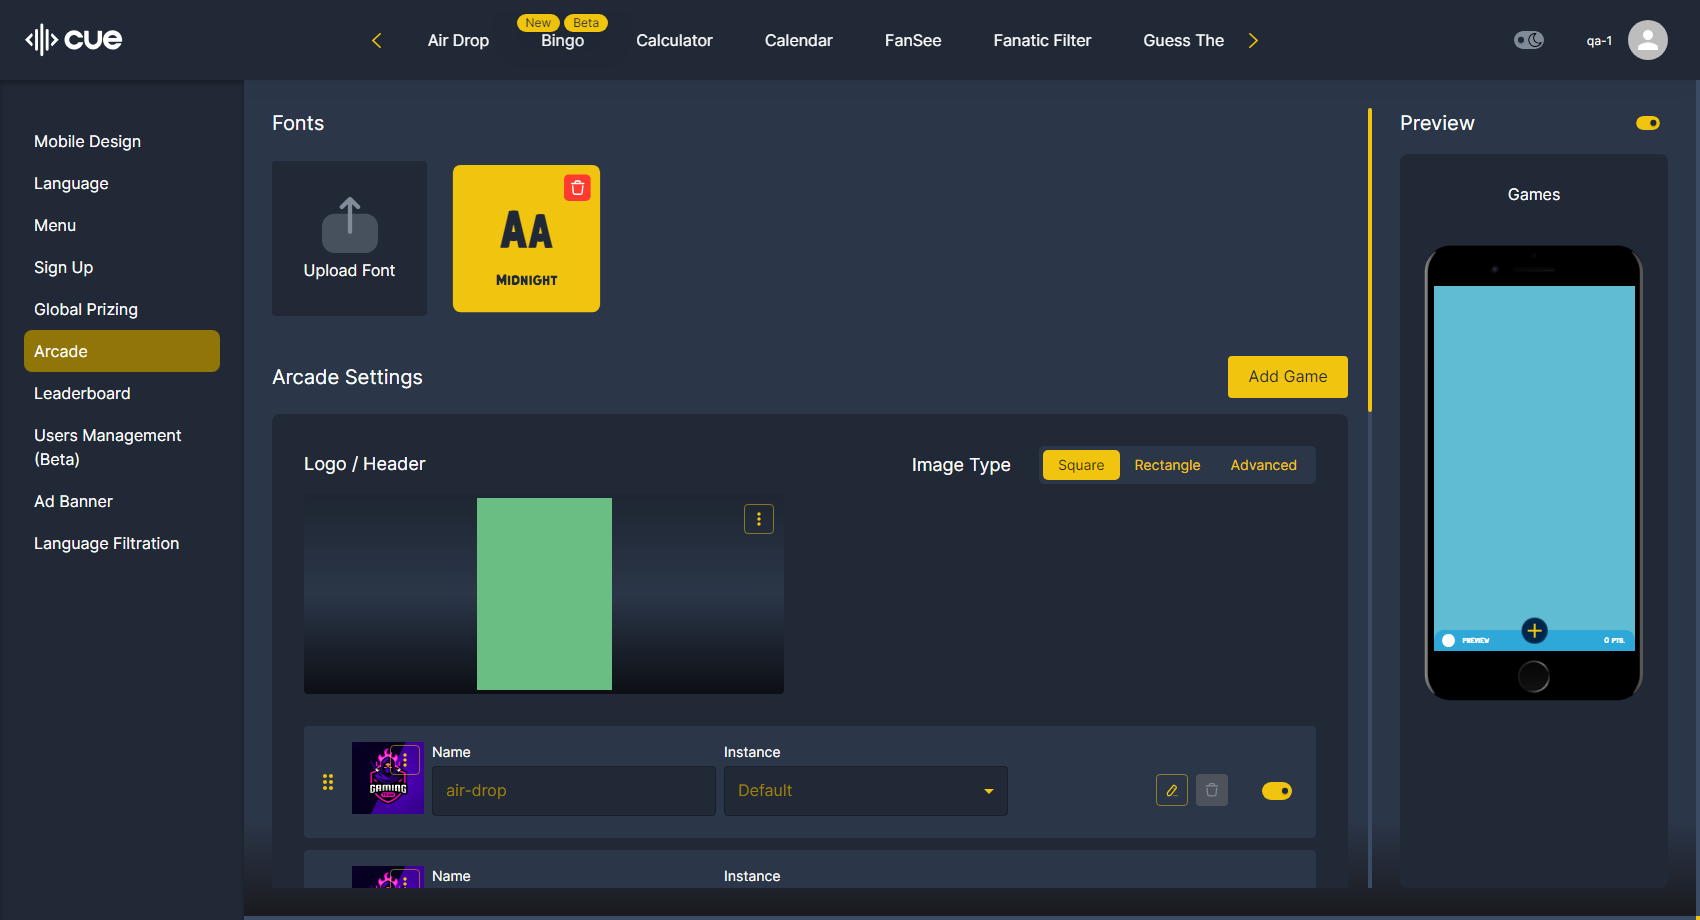 cue
New
Beta
Air Drop
Bingo
Calculator
Calendar
FanSee
Fanatic Filter
Guess The
qa-1
Mobile Design
Language
Menu
Sign Up
Global Prizing
Arcade
Leaderboard
Users Management
(Beta)
Ad Banner
Language Filtration
Fonts
Upload Font
AA
MIDNIGHT
Arcade Settings
Add Game
Logo / Header
Image Type
Square
Rectangle
Advanced
GAMING
Name
air-drop
Instance
Default
Name
Instance
Preview
Games
PREVIEW
0 PTS.